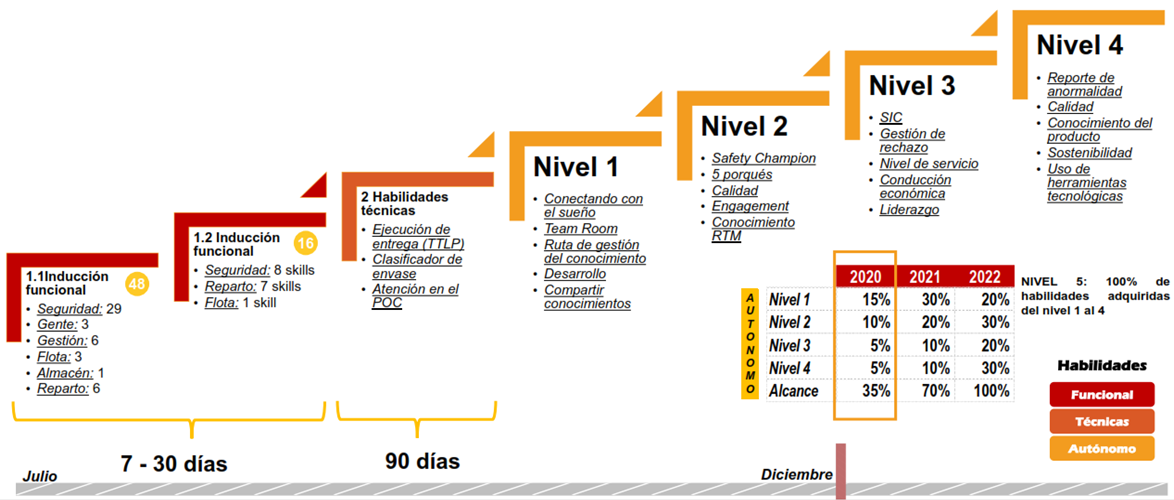 1.1Inducción
funcional
48
• Seguridad: 29
• Gente: 3
• Gestión: 6
• Flota: 3
• Almacén: 1
• Reparto: 6
1.2 Inducción
funcional
16
• Seguridad: 8 skills
• Reparto: 7 skills
• Flota: 1 skill
2 Habilidades
técnicas
• Ejecución de
entrega (TTLP)
• Clasificador de
envase
• Atención en el
POC
Nivel 1
• Conectando con
el sueño
• Team Room
• Ruta de gestión
del conocimiento
• Desarrollo
• Compartir
conocimientos
Nivel 2
• Safety Champion
• 5 porqués
• Calidad
• Engagement
• Conocimiento
RTM
Nivel 3
• SIC
• Gestión de
rechazo
• Nivel de servicio
• Conducción
económica
• Liderazgo
Nivel 4
• Reporte de
anormalidad
• Calidad
• Conocimiento del
producto
• Sostenibilidad
• Uso de
herramientas
tecnológicas
AUTONOMO
2020 2021 2022
Nivel 1 15% 30% 20%
Nivel 2 10% 20% 30%
Nivel 3 5% 10% 20%
Nivel 4 5% 10% 30%
Alcance 35% 70% 100%
NIVEL 5: 100% de
habilidades adquiridas
del nivel 1 al 4
Habilidades
Funcional
Técnicas
Autónomo
7 - 30 días
90 días
Julio
Diciembre